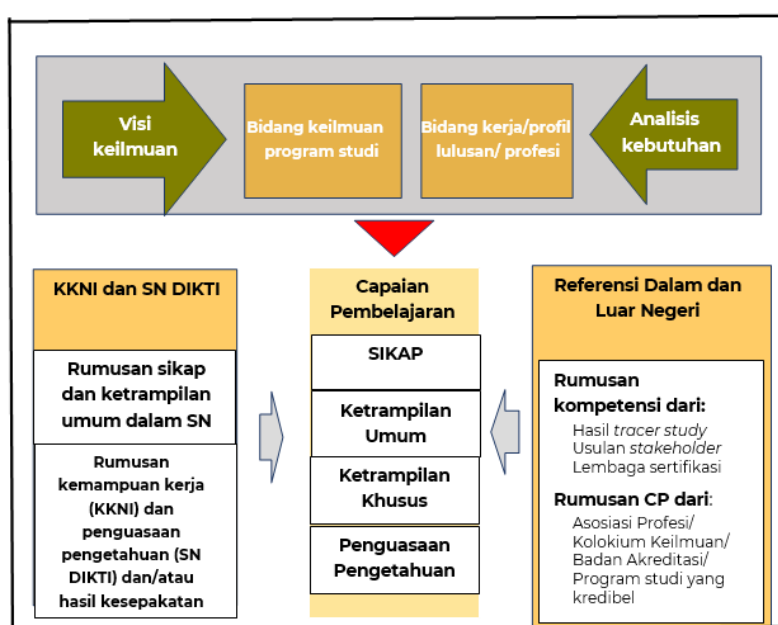 Visi
keilmuan
Bidang keilmuan
program studi
Bidang kerja/profil
lulusan/ profesi
Analisis
kebutuhan
KKNI dan SN DIKTI
Rumusan sikap
dan ketrampilan
umum dalam SN
Rumusan
kemampuan kerja
(KKNI) dan
penguasaan
pengetahuan (SN
DIKTI) dan/atau
hasil kesepakatan
Capaian
Pembelajaran
SIKAP
Ketrampilan
Umum
Ketrampilan
Khusus
Penguasaan
Pengetahuan
Referensi Dalam dan
Luar Negeri
Rumusan
kompetensi dari:
Hasil tracer study
Usulan stakeholder
Lembaga sertifikasi
Rumusan CP dari:
Asosiasi Profesi/
Kolokium Keilmuan/
Badan Akreditasi/
Program studi yang
kredibel